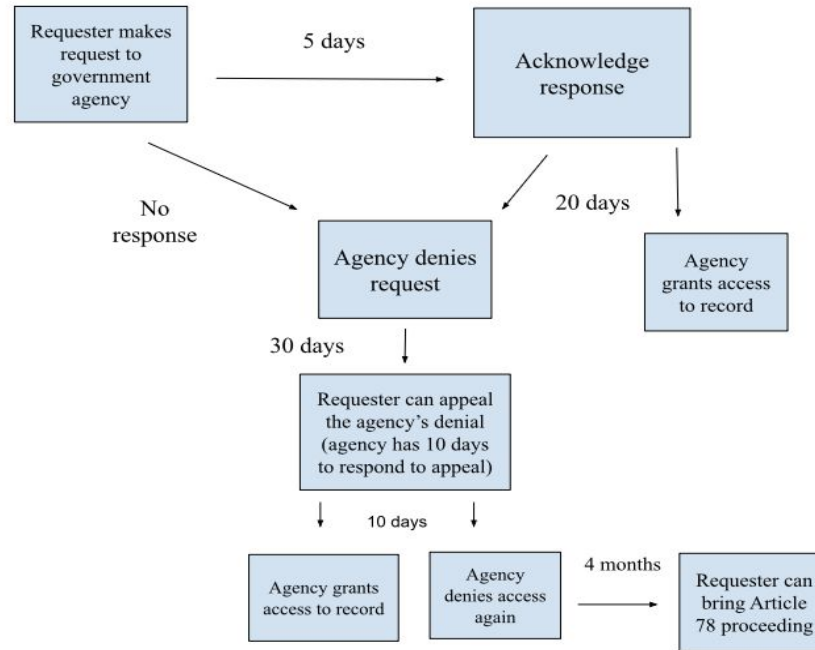 Requester makes
request to
government
agency
5 days
Acknowledge
response
No
response
20 days
Agency denies
request
Agency
grants access
to record
30 days
Requester can appeal
the agency’s denial
(agency has 10 days
to respond to appeal)
10 days
Agency grants
access to record
Agency
denies access
again
4 months
Requester can
bring Article
78 proceeding